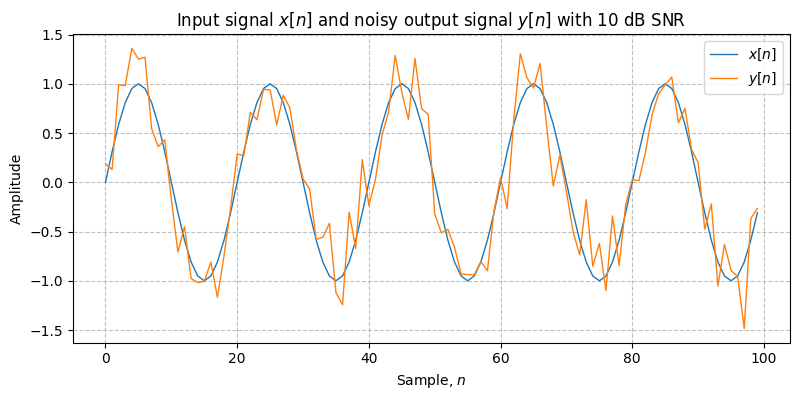 Input signal x[n] and noisy output signal y[n] with 10 dB SNR
x[n]
y[n]
1.5
1.0
0.5
0.0
−0.5
−1.0
−1.5
Amplitude
0 20 40 60 80 100
Sample, n